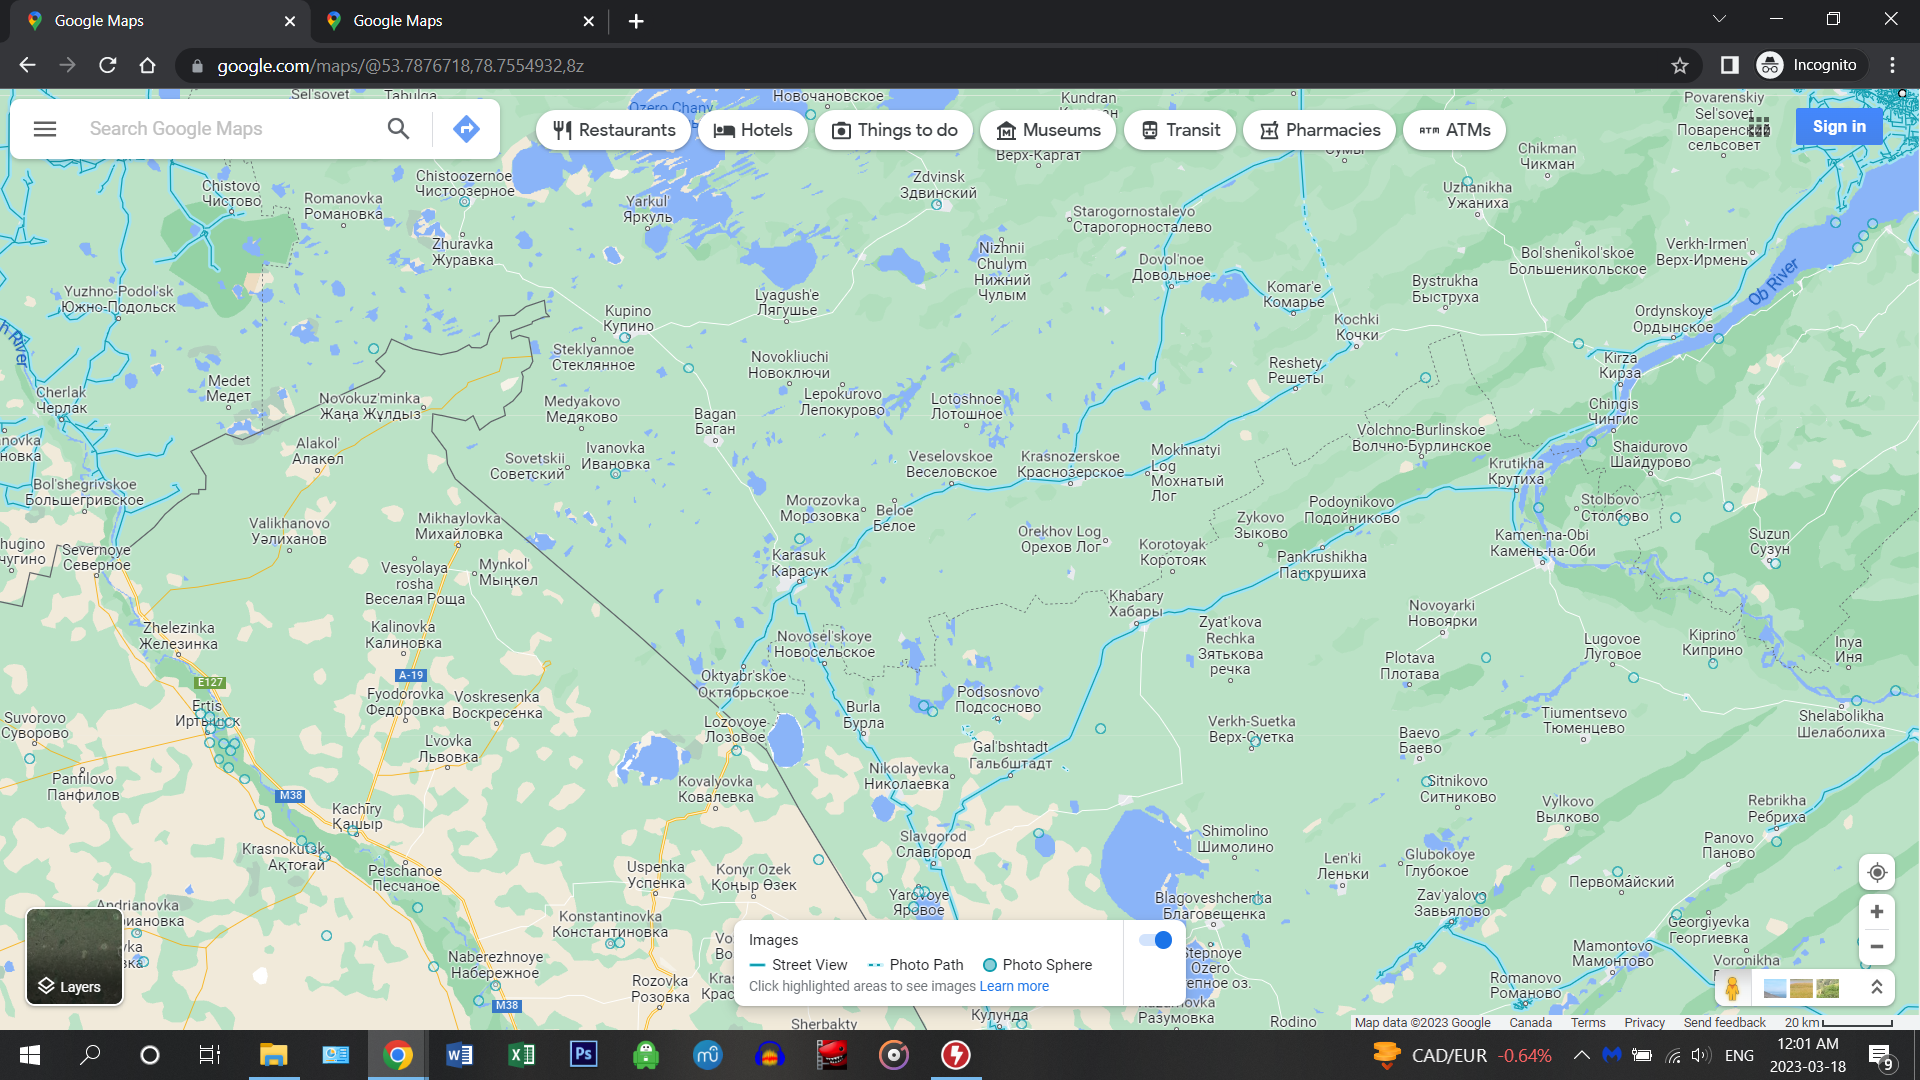 Google Maps
Google Maps
google.com/maps/@53.7876718,78.7554932,8z
Incognito
Search Google Maps
Restaurants
Hotels
Things to do
Museums
Transit
Pharmacies
ATMs
Sign in
Sel'sovet
Tabulga
Ozero Chany
Новочановское
Kundran
Povarenskiy
Sel'sovet
Поваренский
сельсовет
Верх-Каргат
Chikman
Чикман
Chistovo
Чистово
Romanovka
Романовка
Chistoozernoe
Чистоозерное
Yarkul'
Яркуль
Zdvinsk
Здвинский
Starogornostalevo
Старогорносталево
Uzhanikha
Ужаниха
Zhuravka
Журавка
Nizhnii
Chulym
Нижний
Чулым
Dovol'noe
Довольное
Bol'shenikol'skoe
Большеникольское
Verkh-Irmen'
Верх-Ирмень
Ob River
Yuzhno-Podol'sk
Южно-Подольск
Lyagush'e
Лягушье
Komar'e
Комарье
Bystrukha
Быструха
Kupino
Купино
Kochki
Кочки
Ordynskoye
Ордынское
h River
Steklyannoe
Стеклянное
Novokliuchi
Новоключи
Reshety
Решеты
Kirza
Кирза
Cherlak
Черлак
Medet
Медет
Novokuz'minka
Жаңа Жұлдыз
Medyakovo
Медяково
Lepokurovo
Лепокурово
Lotoshnoe
Лотошное
Bagan
Баган
Chingis
Чингис
anovka
новка
Alakol'
Алакөл
Sovetskii
Советский
Ivanovka
Ивановка
Veselovskoe
Веселовское
Krasnozerskoe
Краснозерское
Mokhnatyi
Log
Мохнатый
Лог
Volchno-Burlinskoe
Волчно-Бурлинское
Shaidurovo
Шайдурово
Krutikha
Крутиха
Bol'shegrivskoe
Большегривское
Morozovka
Морозовка
Beloe
Белое
Podoynikovo
Подойниково
Stolbovo
Столбово
Valikhanovo
Уәлиханов
Mikhaylovka
Михайловка
Orekhov Log
Орехов Лог
Zykovo
Зыково
Korotoyak
Коротояк
Kamen-na-Obi
Камень-на-Оби
Suzun
Сузун
hugino
чугино
Severnoye
Северное
Karasuk
Карасук
Pankrushikha
Панкрушиха
Vesyolaya
rosha
Веселая Роща
Mynkol'
Мыңкөл
Khabary
Хабары
Novoyarki
Новоярки
Zhelezinka
Железинка
Kalinovka
Калиновка
Novosel'skoye
Новосельское
Zyat'kova
Rechka
Зятькова
речка
Plotava
Плотава
Lugovoe
Луговое
Kiprino
Киприно
Inya
Иня
E127
A-19
Oktyabr'skoe
Октябрьское
Ertis
Иртышск
Fyodorovka
Федоровка
Voskresenka
Воскресенка
Burla
Бурла
Podsosnovo
Подсосново
Suvorovo
Суворово
Lozovoye
Лозовое
Verkh-Suetka
Верх-Суетка
Baevo
Баево
Tiumentsevo
Тюменцево
Shelabolikha
Шелаболиха
L'vovka
Львовка
Gal'bshtadt
Гальбштадт
Panfilovo
Панфилов
Kovalyovka
Ковалевка
Nikolayevka
Николаевка
Sitnikovo
Ситниково
M38
Kachīry
Қашыр
Vylkovo
Вылково
Rebrikha
Ребриха
Krasnokutsk
Ақтоғай
Slavgorod
Славгород
Shimolino
Шимолино
Panovo
Паново
Peschanoe
Песчаное
Uspenka
Успенка
Konyr Ozek
Қоңыр Өзек
Len'ki
Леньки
Glubokoye
Глубокое
Первома́йский
Yarovoye
Яровое
Blagoveshchenka
Благовещенка
Zav'yalovo
Завьялово
Andrianovka
Konstantinovka
Константиновка
Georgiyevka
Георгиевка
Naberezhnoye
Набережное
Stepnoye
Ozero
Mamontovo
Мамонтово
Rozovka
Розовка
Romanovo
Романово
M38
Sherbakty
Кулунда
Разумовка
Rodino
Layers
Images
Street View
Photo Path
Photo Sphere
Click highlighted areas to see images Learn more
Map data ©2023 Google
Canada
Terms
Privacy
Send feedback
20 km
CAD/EUR -0.64%
ENG
12:01 AM
2023-03-18
9